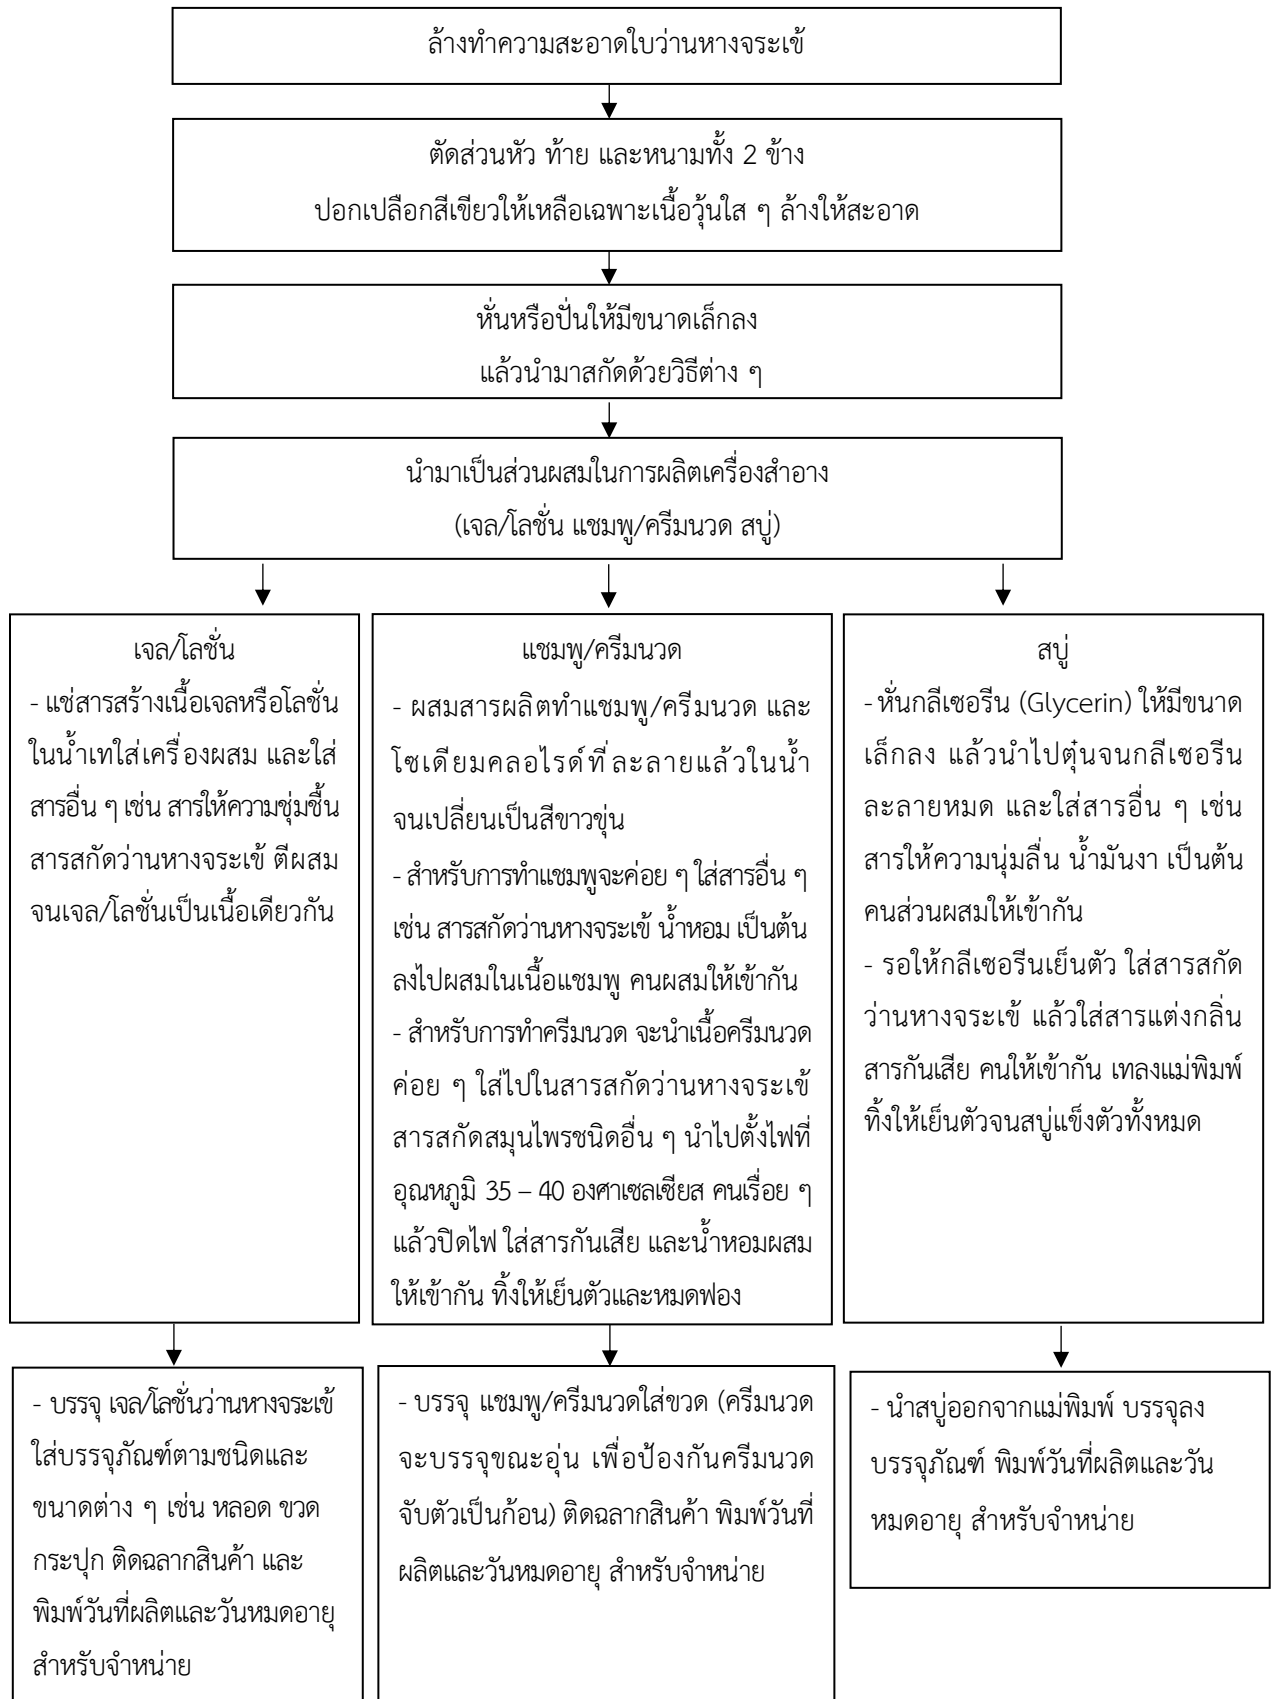 ล้างทำความสะอาดใบว่านหางจระเข้
ตัดส่วนหัว ท้าย และหนามทั้ง 2 ข้าง
ปอกเปลือกสีเขียวให้เหลือเฉพาะเนื้อวุ้นใส ๆ ล้างให้สะอาด
หั่นหรือปั่นให้มีขนาดเล็กลง
แล้วนำมาสกัดด้วยวิธีต่าง ๆ
นำมาเป็นส่วนผสมในการผลิตเครื่องสำอาง
(เจล/โลชั่น แชมพู/ครีมนวด สบู่)
เจล/โลชั่น
- แช่สารสร้างเนื้อเจลหรือโลชั่น
ในน้ำเทใส่เครื่องผสม และใส่
สารอื่น ๆ เช่น สารให้ความชุ่มชื้น
สารสกัดว่านหางจระเข้ ตีผสม
จนเจล/โลชั่นเป็นเนื้อเดียวกัน
แชมพู/ครีมนวด
- ผสมสารผลิตทำแชมพู/ครีมนวด และ
โซเดียมคลอไรด์ที่ละลายแล้วในน้ำ
จนเปลี่ยนเป็นสีขาวขุ่น
- สำหรับการทำแชมพูจะค่อย ๆ ใส่สารอื่น ๆ
เช่น สารสกัดว่านหางจระเข้ น้ำหอม เป็นต้น
ลงไปผสมในเนื้อแชมพู คนผสมให้เข้ากัน
- สำหรับการทำครีมนวด จะนำเนื้อครีมนวด
ค่อย ๆ ใส่ไปในสารสกัดว่านหางจระเข้
สารสกัดสมุนไพรชนิดอื่น ๆ นำไปตั้งไฟที่
อุณหภูมิ 35 – 40 องศาเซลเซียส คนเรื่อย ๆ
แล้วปิดไฟ ใส่สารกันเสีย และน้ำหอมผสม
ให้เข้ากัน ทิ้งให้เย็นตัวและหมดฟอง
สบู่
- หั่นกลีเซอรีน (Glycerin) ให้มีขนาด
เล็กลง แล้วนำไปตุ๋นจนกลีเซอรีน
ละลายหมด และใส่สารอื่น ๆ เช่น
สารให้ความนุ่มลื่น น้ำมันงา เป็นต้น
คนส่วนผสมให้เข้ากัน
- รอให้กลีเซอรีนเย็นตัว ใส่สารสกัด
ว่านหางจระเข้ แล้วใส่สารแต่งกลิ่น
สารกันเสีย คนให้เข้ากัน เทลงแม่พิมพ์
ทิ้งให้เย็นตัวจนสบู่แข็งตัวทั้งหมด
- บรรจุ เจล/โลชั่นว่านหางจระเข้
ใส่บรรจุภัณฑ์ตามชนิดและ
ขนาดต่าง ๆ เช่น หลอด ขวด
กระปุก ติดฉลากสินค้า และ
พิมพ์วันที่ผลิตและวันหมดอายุ
สำหรับจำหน่าย
- บรรจุ แชมพู/ครีมนวดใส่ขวด (ครีมนวด
จะบรรจุขณะอุ่น เพื่อป้องกันครีมนวด
จับตัวเป็นก้อน) ติดฉลากสินค้า พิมพ์วันที่
ผลิตและวันหมดอายุ สำหรับจำหน่าย
- นำสบู่ออกจากแม่พิมพ์ บรรจุลง
บรรจุภัณฑ์ พิมพ์วันที่ผลิตและวัน
หมดอายุ สำหรับจำหน่าย